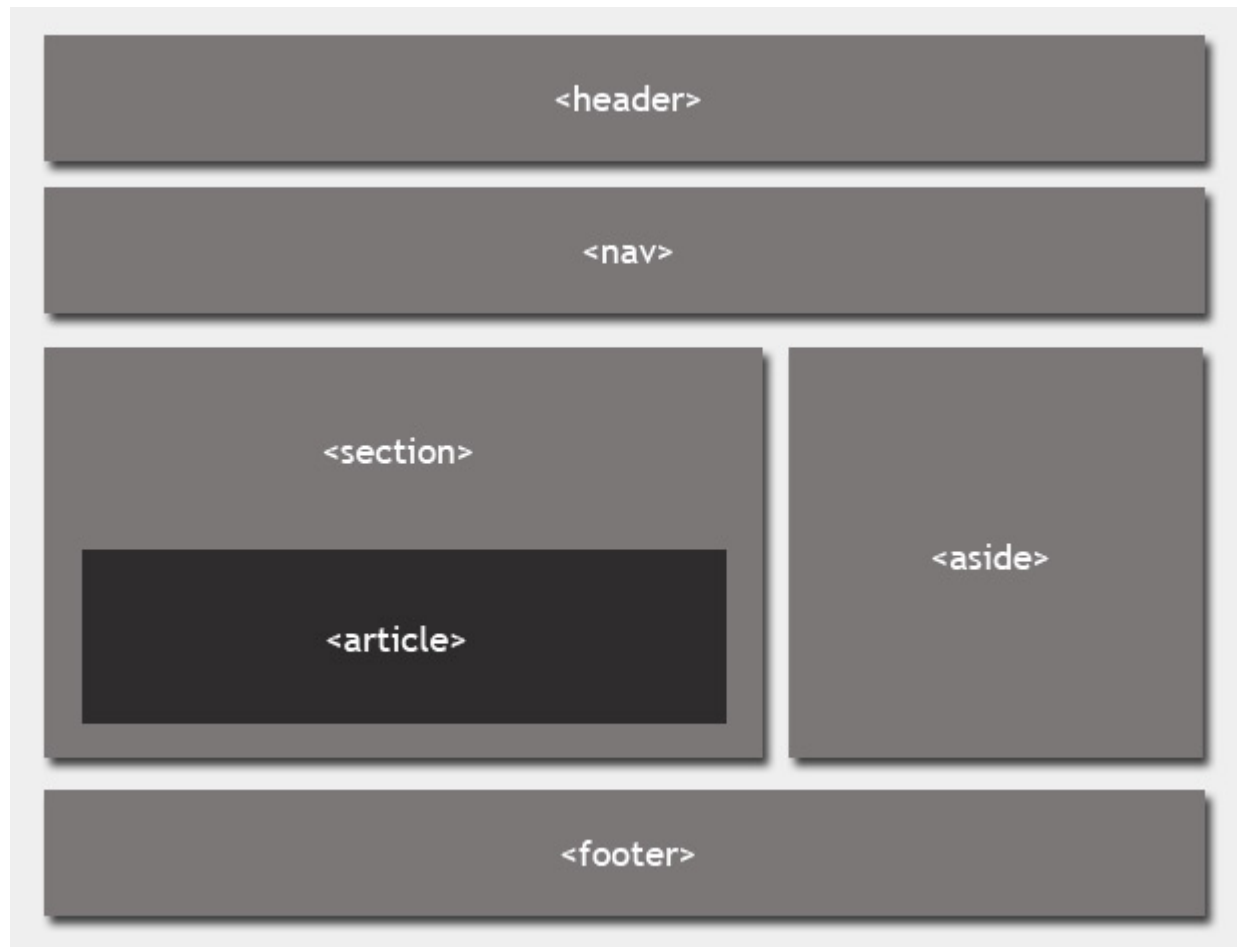 <header>
<nav>
<section>
<article>
<aside>
<footer>